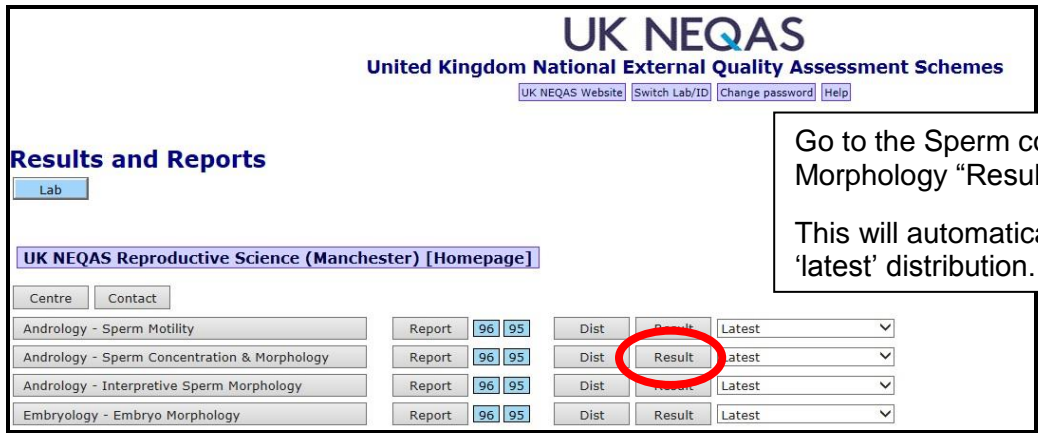 UK NEQAS
United Kingdom National External Quality Assessment Schemes
UK NEQAS Website Switch Lab/ID Change password Help
Results and Reports
Lab
Go to the Sperm
Morphology
This will
'latest' distribution.
UK NEQAS Reproductive Science (Manchester) [Homepage]
Centre Contact
Andrology - Sperm Motility Report 96 95 Dist Result Latest
Andrology - Sperm Concentration & Morphology Report 96 95 Dist Result Latest
Andrology - Interpretive Sperm Morphology Report 96 95 Dist Result Latest
Embryology - Embryo Morphology Report 96 95 Dist Result Latest